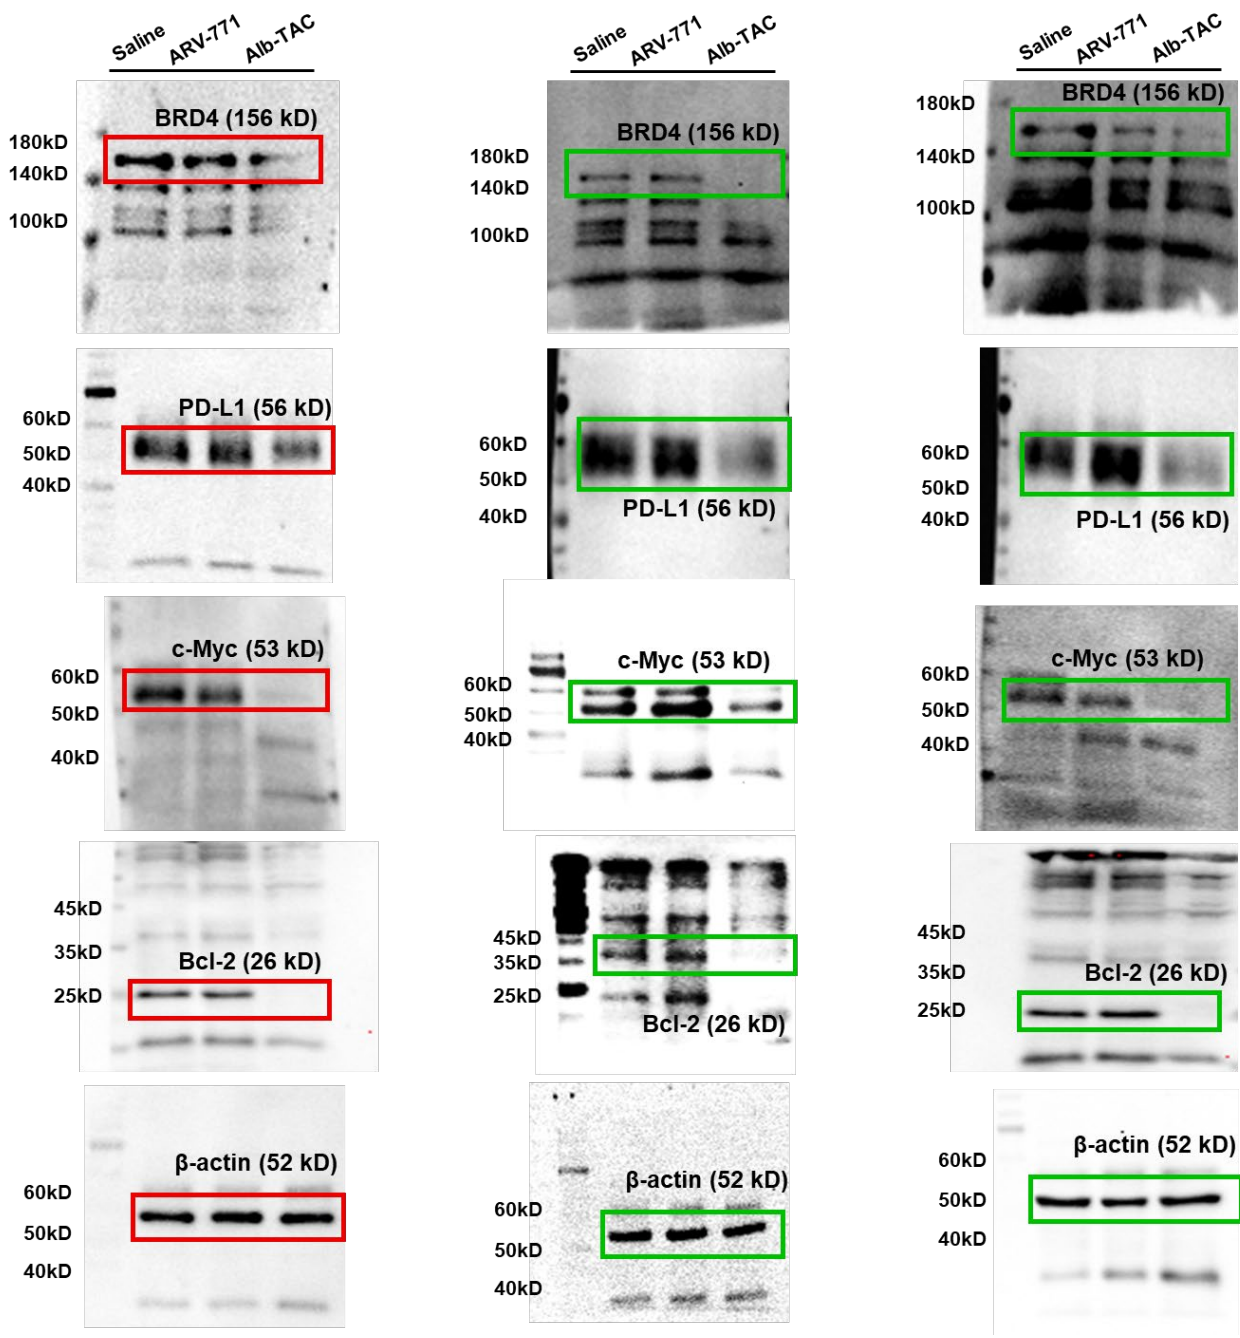 Saline ARV-771 Alb-TAC
BRD4 (156 kD)
180kD
140kD
100kD
Saline ARV-771 Alb-TAC
BRD4 (156 kD)
180kD
140kD
100kD
Saline ARV-771 Alb-TAC
BRD4 (156 kD)
180kD
140kD
100kD
PD-L1 (56 kD)
60kD
50kD
40kD
60kD
50kD
PD-L1 (56 kD)
40kD
60kD
50kD
PD-L1 (56 kD)
40kD
c-Myc (53 kD)
60kD
50kD
40kD
c-Myc (53 kD)
60kD
50kD
40kD
c-Myc (53 kD)
60kD
50kD
40kD
45kD
35kD
Bcl-2 (26 kD)
25kD
45kD
35kD
25kD
Bcl-2 (26 kD)
45kD
35kD
Bcl-2 (26 kD)
25kD
β-actin (52 kD)
60kD
50kD
40kD
β-actin (52 kD)
60kD
50kD
40kD
β-actin (52 kD)
60kD
50kD
40kD